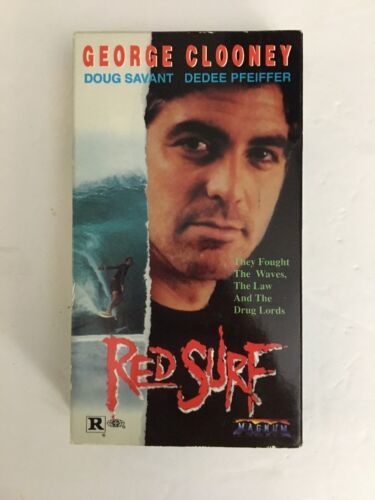 GEORGE CLOONEY
DOUG SAVANT DEDEE PFEIFFER
They Fought
The Waves,
The Law
And The
Drug Lords
RED SURF
R
MAGNUM